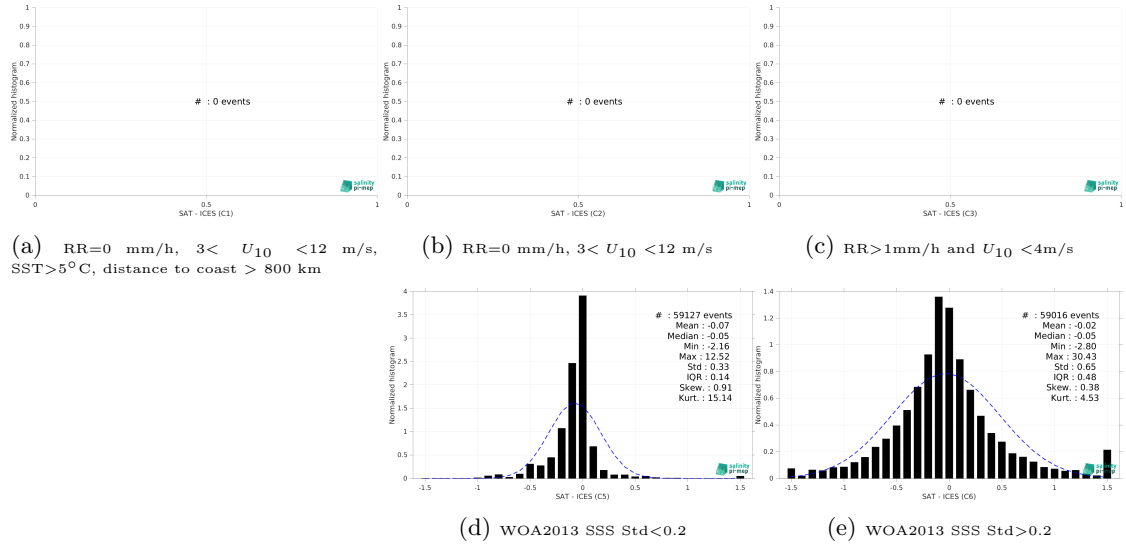 1
0.9
0.8
0.7
0.6
0.5
0.4
0.3
0.2
0.1
0
Normalized histogram
# : 0 events
salinity
pi-mep
0 0.5 1
SAT - ICES (C1)
(a) RR=0 mm/h, 3< U10 <12 m/s,
SST>5°C, distance to coast > 800 km
1
0.9
0.8
0.7
0.6
0.5
0.4
0.3
0.2
0.1
0
Normalized histogram
# : 0 events
salinity
pi-mep
0 0.5 1
SAT - ICES (C2)
(b) RR=0 mm/h, 3< U10 <12 m/s
1
0.9
0.8
0.7
0.6
0.5
0.4
0.3
0.2
0.1
0
Normalized histogram
# : 0 events
salinity
pi-mep
0 0.5 1
SAT - ICES (C3)
(c) RR>1mm/h and U10 <4m/s
4
3.5
3
2.5
2
1.5
1
0.5
0
Normalized histogram
# : 59127 events
Mean : -0.07
Median : -0.05
Min : -2.16
Max : 12.52
Std : 0.33
IQR : 0.14
Skew. : 0.91
Kurt. : 15.14
salinity
pi-mep
-1.5 -1 -0.5 0 0.5 1 1.5
SAT - ICES (C5)
(d) WOA2013 SSS Std<0.2
1.4
1.2
1
0.8
0.6
0.4
0.2
0
Normalized histogram
# : 59016 events
Mean : -0.02
Median : -0.05
Min : -2.80
Max : 30.43
Std : 0.65
IQR : 0.48
Skew. : 0.38
Kurt. : 4.53
salinity
pi-mep
-1.5 -1 -0.5 0 0.5 1 1.5
SAT - ICES (C6)
(e) WOA2013 SSS Std>0.2